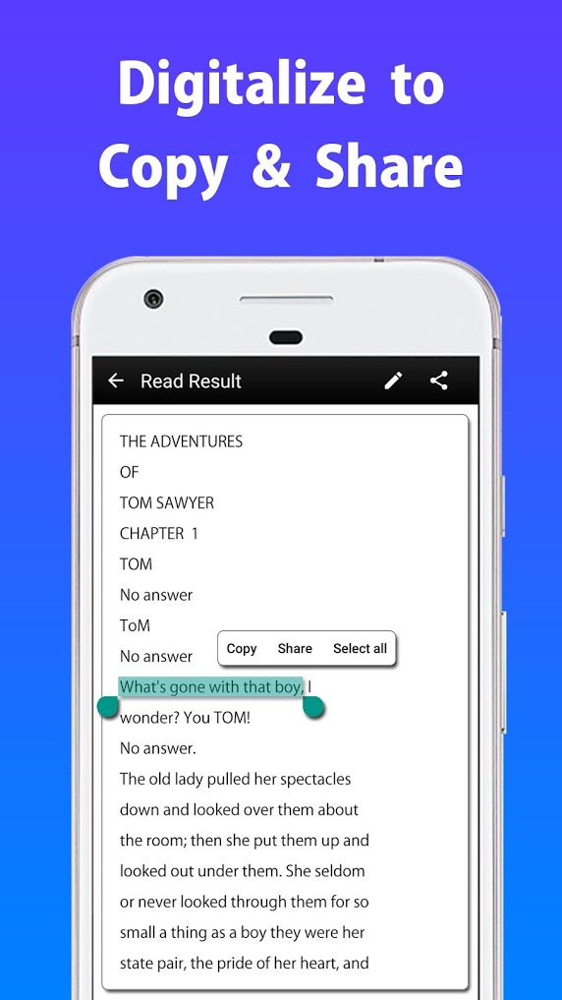 Digitalize to
Copy & Share
Read Result
THE ADVENTURES
OF
TOM SAWYER
CHAPTER 1
TOM
No answer
ToM
No answer
Copy Share Select all
What's gone with that boy, I
wonder? You TOM!
No answer.
The old lady pulled her spectacles
down and looked over them about
the room; then she put them up and
looked out under them. She seldom
or never looked through them for so
small a thing as a boy they were her
state pair, the pride of her heart, and